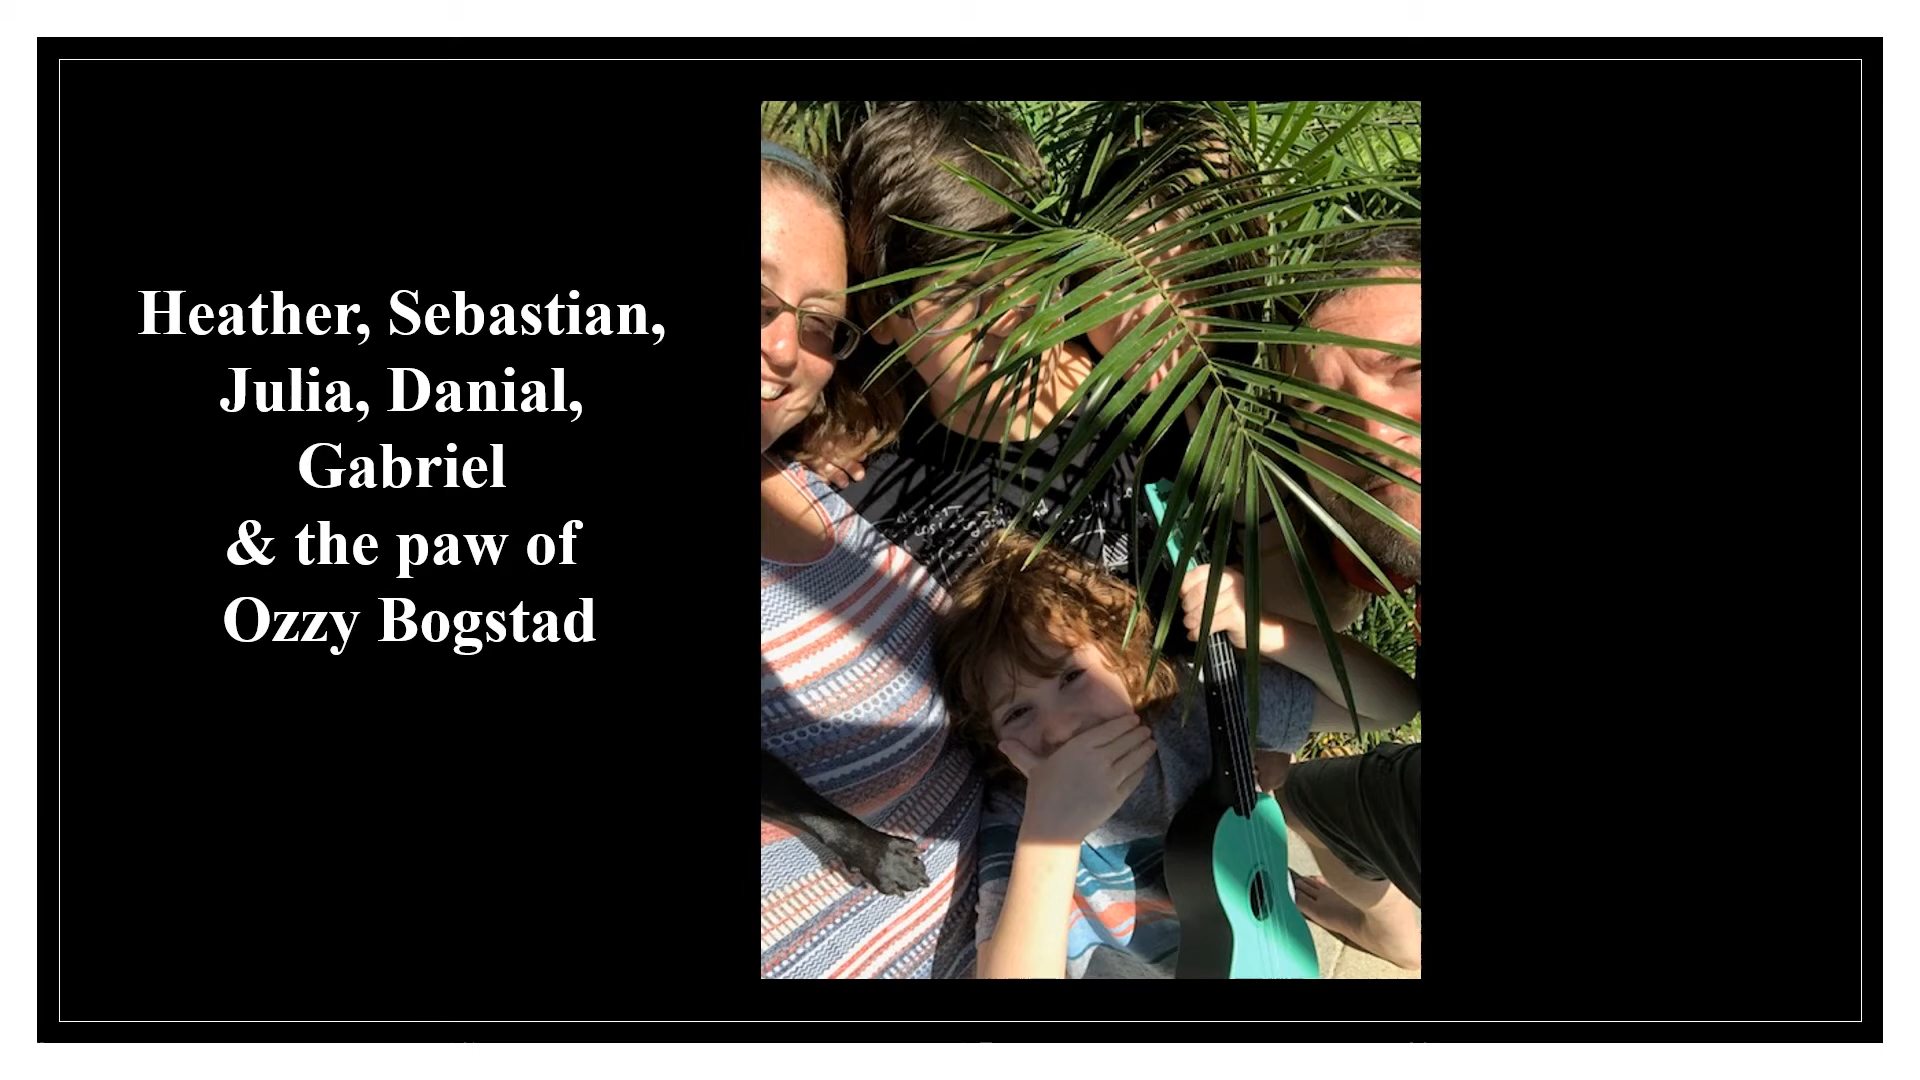 Heather, Sebastian,
Julia, Danial,
Gabriel
& the paw of
Ozzy Bogstad